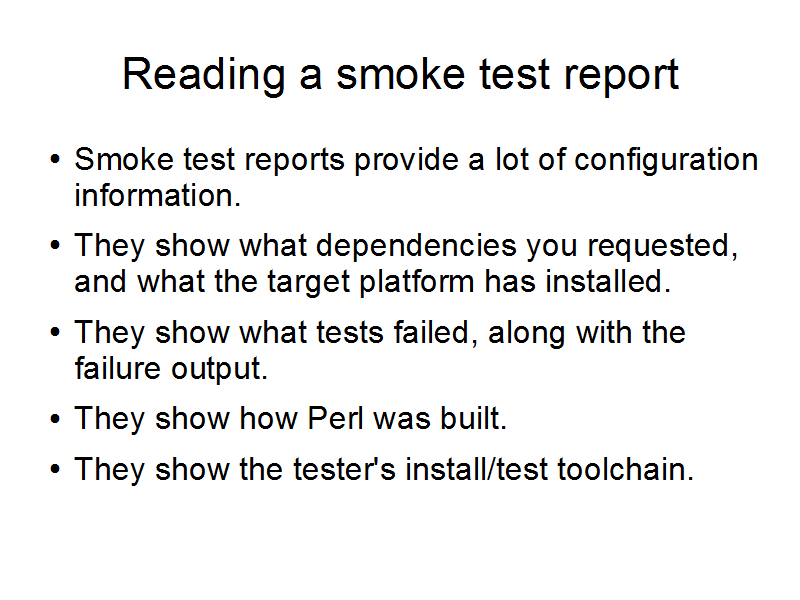 Reading a smoke test report
• Smoke test reports provide a lot of configuration
information.
• They show what dependencies you requested,
and what the target platform has installed.
• They show what tests failed, along with the
failure output.
• They show how Perl was built.
• They show the tester's install/test toolchain.